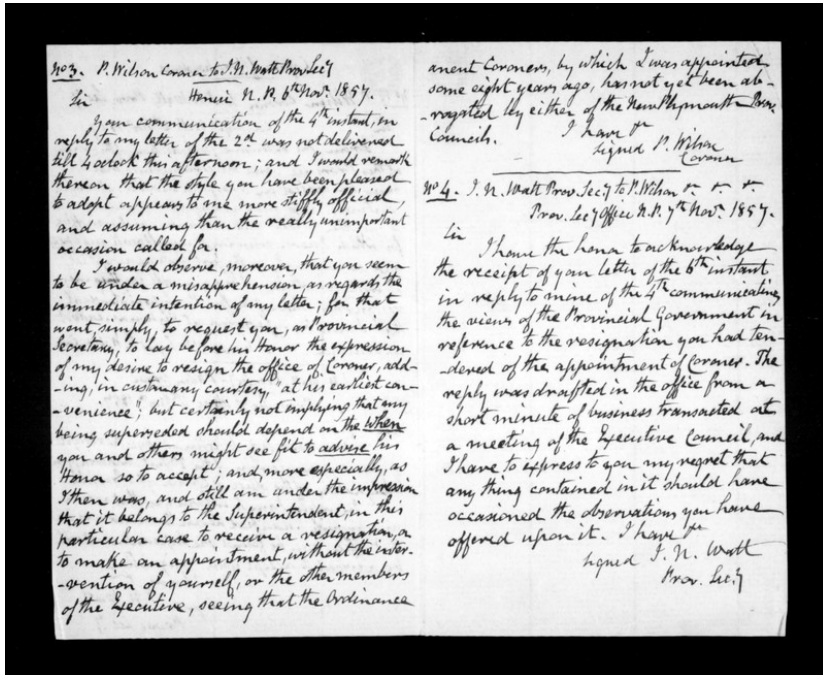 No 3. P. Wilson Coroner to I. N. Watt Prov. Secy
Sir
N. P. 6th Novr. 1857.
Your communication of the 4th instant, in
reply to my letter of the 2nd was not delivered
till 4 oclock this afternoon; and I would remark
thereon that the style you have been pleased
to adopt appears to me more stiffly official,
and assuming than the really unimportant
occasion called for.
I would observe, moreover, that you seem
to be under a misapprehension, as regards the
immediate intention of my letter; for that
went, simply, to request you, as Provincial
Secretary, to lay before his Honor the expression
of my desire to resign the office of Coroner, add-
-ing, in customary courtesy, "at his earliest con-
-venience", but certainly not implying that my
being superseded should depend on the when
you and others might see fit to advise his
Honor so to accept; and, more especially, as
I then was, and still am under the impression
that it belongs to the Superintendent, in this
particular case to receive a resignation, or
to make an appointment, without the inter-
-vention of yourself, or the other members
of the Executive, seeing that the Ordinance
anent Coroners, by which I was appointed
some eight years ago, has not yet been ab-
-rogated by either of the New Plymouth Prov.
Councils.
I have &c
signed P. Wilson
Coroner
No 4. I. N. Watt Prov. Secy to P. Wilson &c. &c. &c.
Prov. Secy Office N. P. 7th Novr. 1857.
Sir
I have the honor to acknowledge
the receipt of your letter of the 6th instant
in reply to mine of the 4th communicating
the views of the Provincial Government in
reference to the resignation you had ten-
-dered of the appointment of Coroner. The
reply was drafted in the office from a
short minute of business transacted at
a meeting of the Executive Council, and
I have to express to you my regret that
any thing contained in it should have
occasioned the observations you have
offered upon it. I have &c
signed I. N. Watt
Prov. Secy